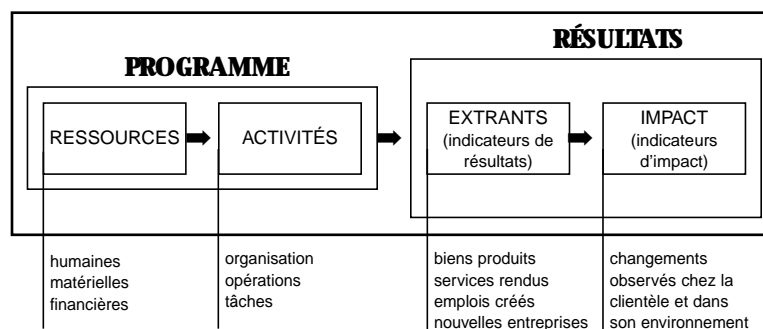 RÉSULTATS
PROGRAMME
RESSOURCES
ACTIVITÉS
EXTRANTS
(indicateurs de
résultats)
IMPACT
(indicateurs
d'impact)
humaines
matérielles
financières
organisation
opérations
tâches
biens produits
services rendus
emplois créés
nouvelles entreprises
changements
observés chez la
clientèle et dans
son environnement